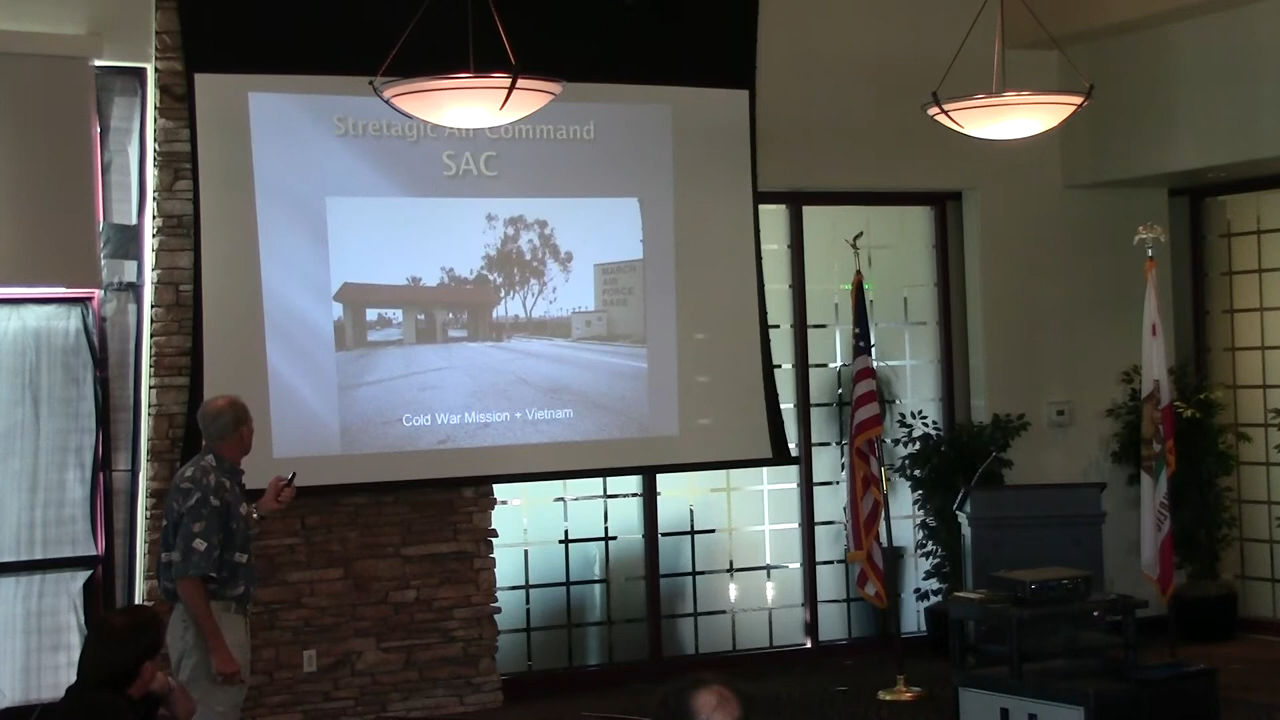 Stretagic Air Command
SAC
MARCH
AIR
FORCE
BASE
Cold War Mission + Vietnam